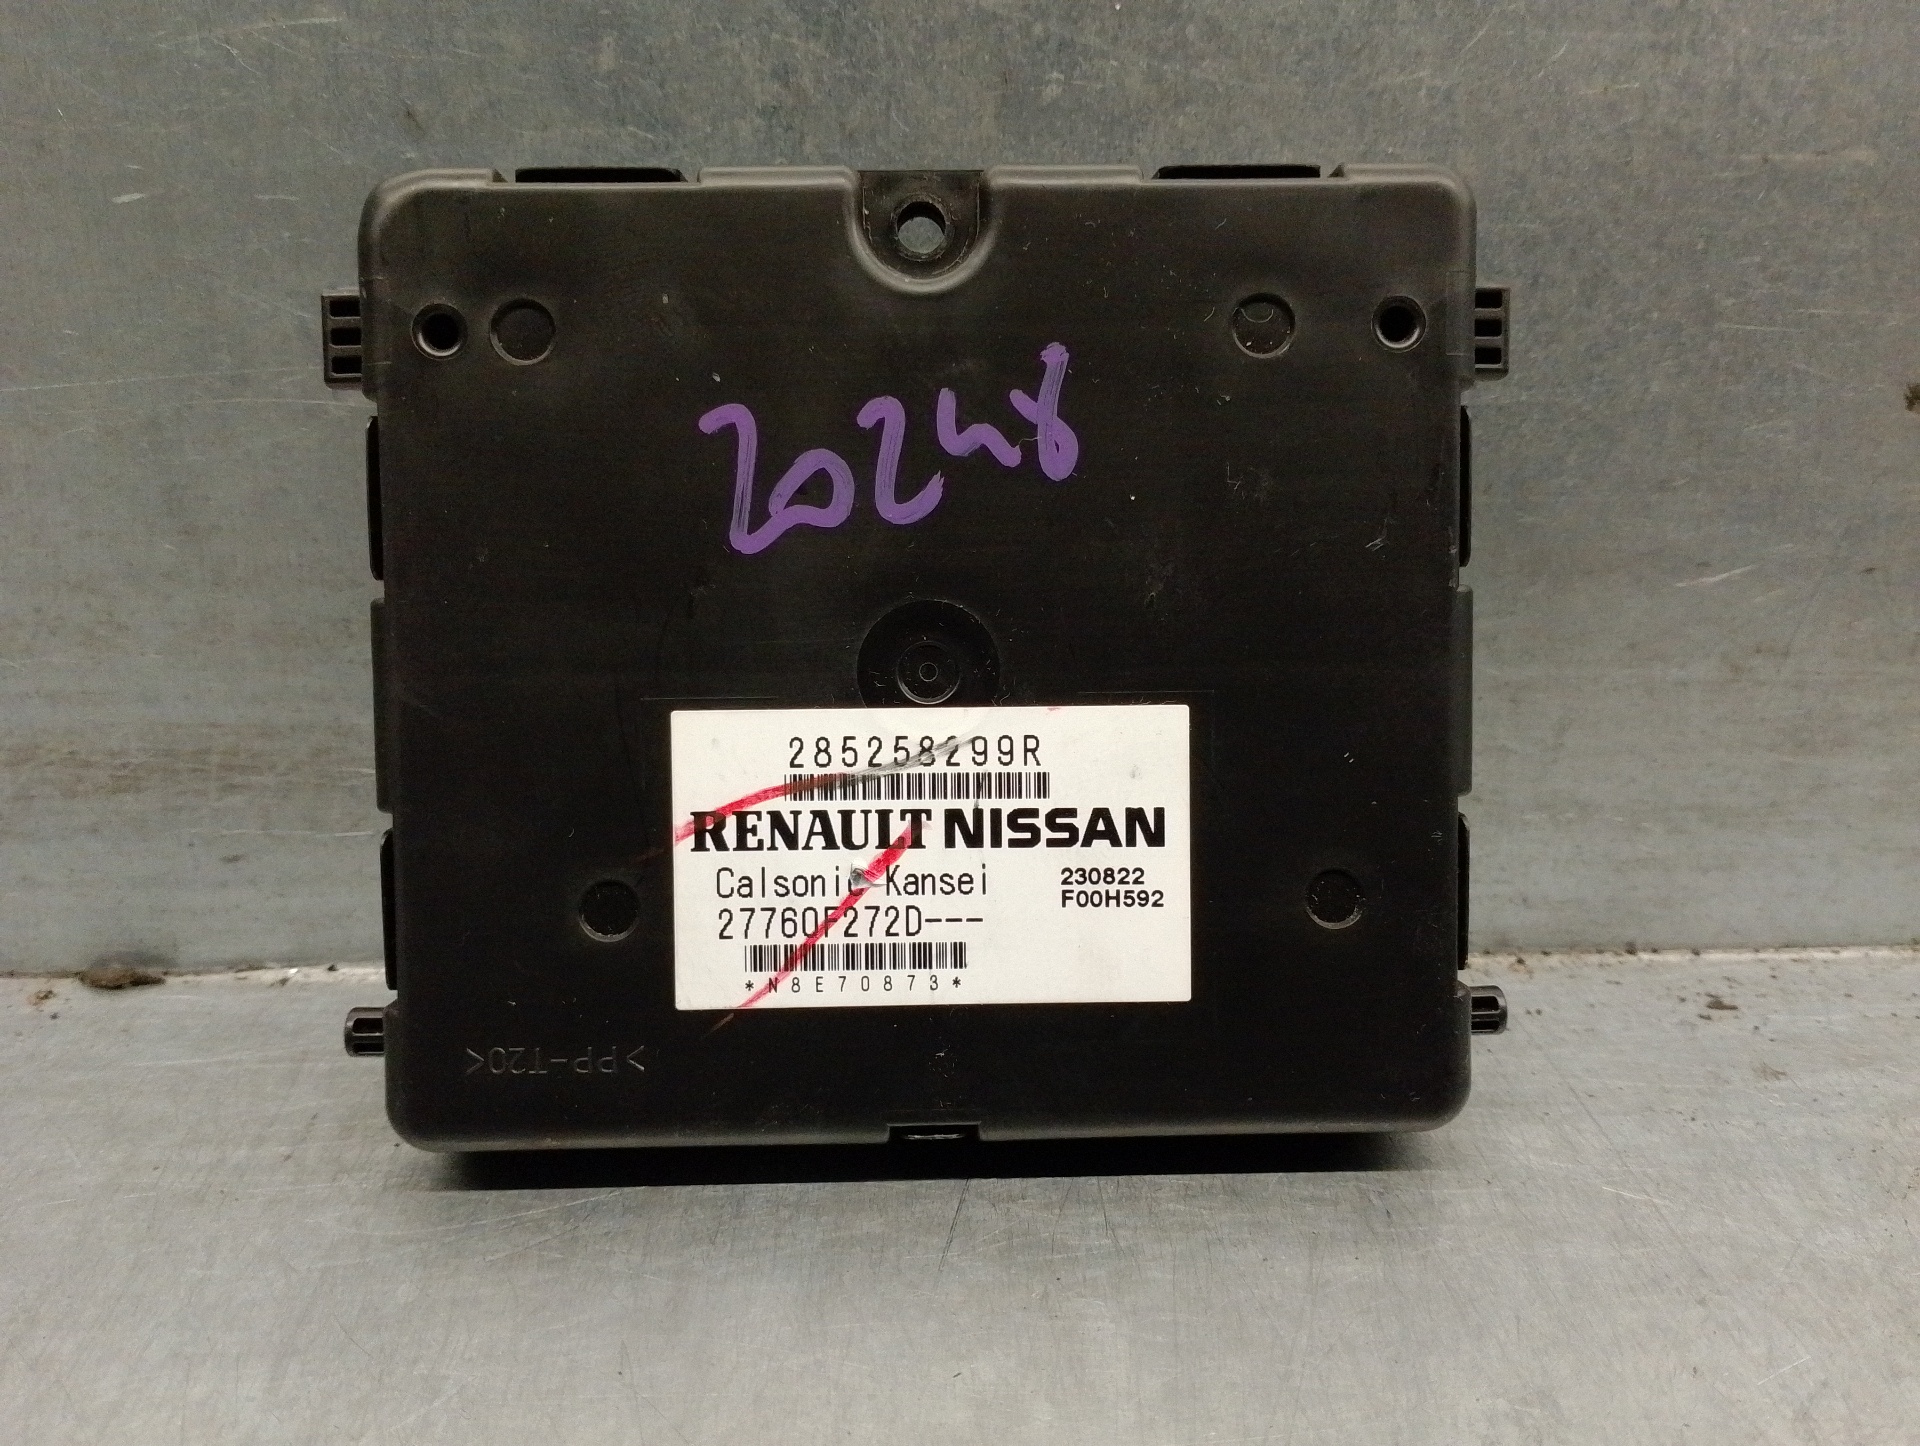 20248
285258299R
RENAULT NISSAN
Calsonic Kansei 230822
27760F272D--- F00H592
*N8E70873*
>PP-T20<